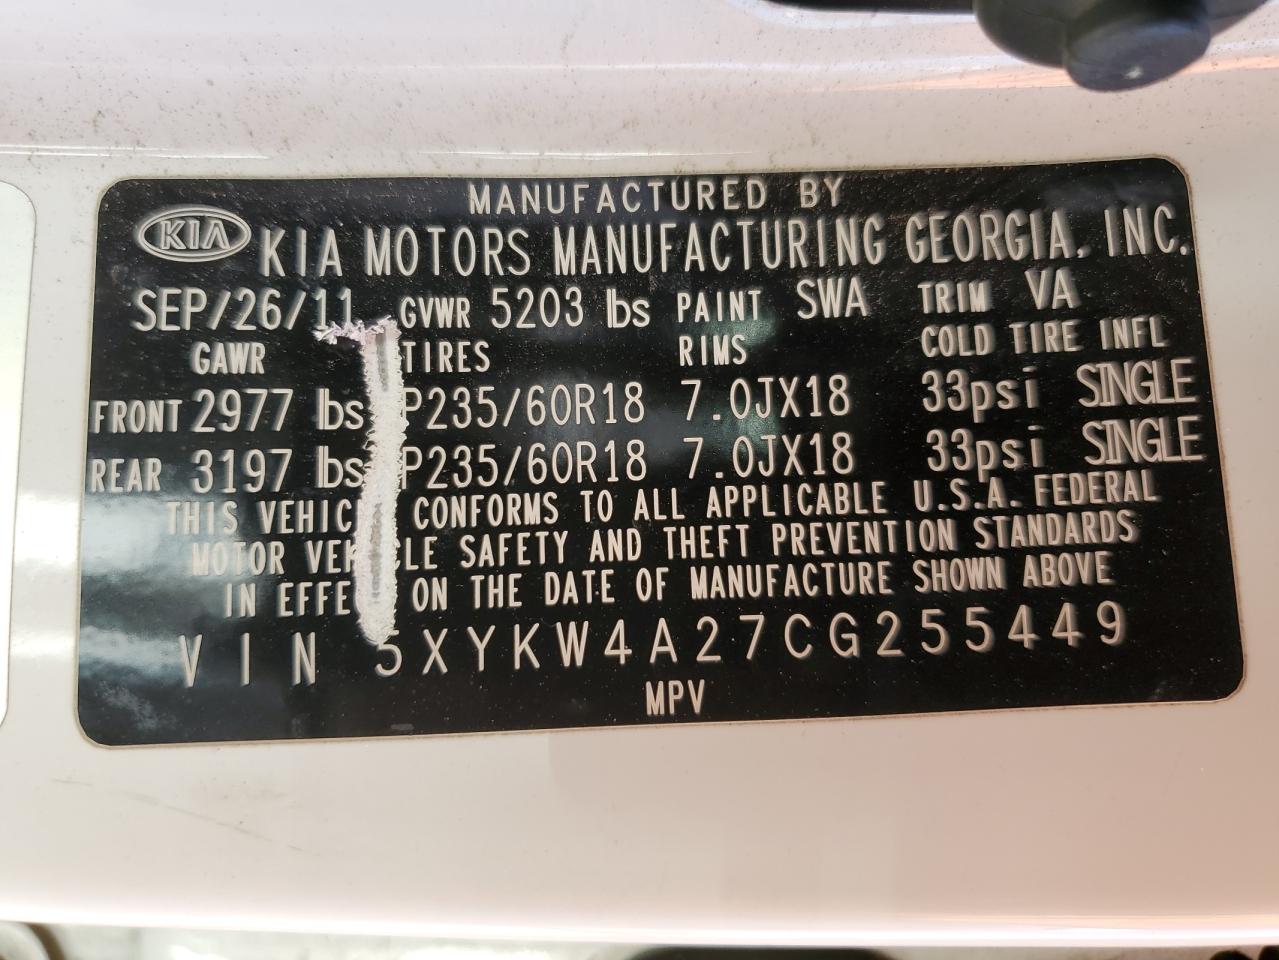 MANUFACTURED BY
KIA KIA MOTORS MANUFACTURING GEORGIA, INC.
SEP/26/11 GVWR 5203 lbs PAINT SWA TRIM VA
GAWR TIRES RIMS COLD TIRE INFL
FRONT 2977 lbs P235/60R18 7.0JX18 33psi SINGLE
REAR 3197 lbs P235/60R18 7.0JX18 33psi SINGLE
THIS VEHIC CONFORMS TO ALL APPLICABLE U.S.A. FEDERAL
MOTOR VEHICLE SAFETY AND THEFT PREVENTION STANDARDS
IN EFFE ON THE DATE OF MANUFACTURE SHOWN ABOVE
VIN 5XYKW4A27CG255449
MPV